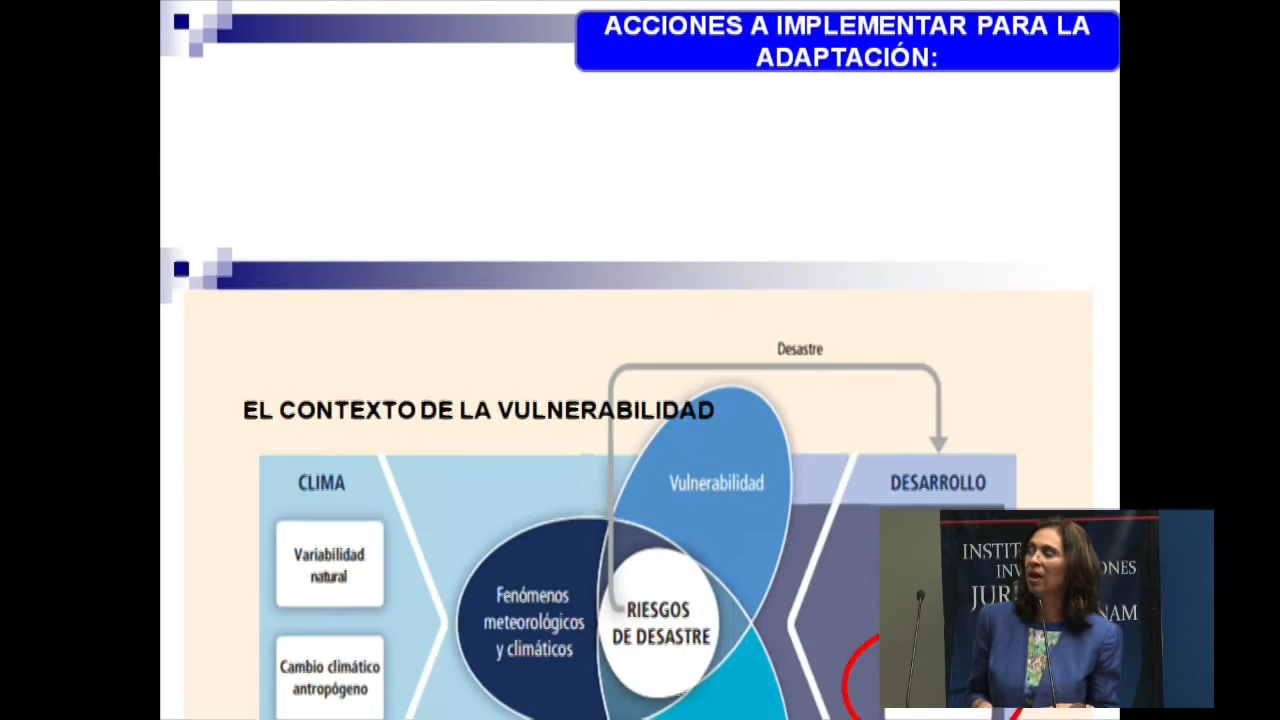 ACCIONES A IMPLEMENTAR PARA LA
ADAPTACIÓN:
Desastre
EL CONTEXTO DE LA VULNERABILIDAD
CLIMA
Vulnerabilidad
DESARROLLO
Variabilidad
natural
Fenómenos
meteorológicos
y climáticos
RIESGOS
DE DESASTRE
Cambio climático
antropógeno